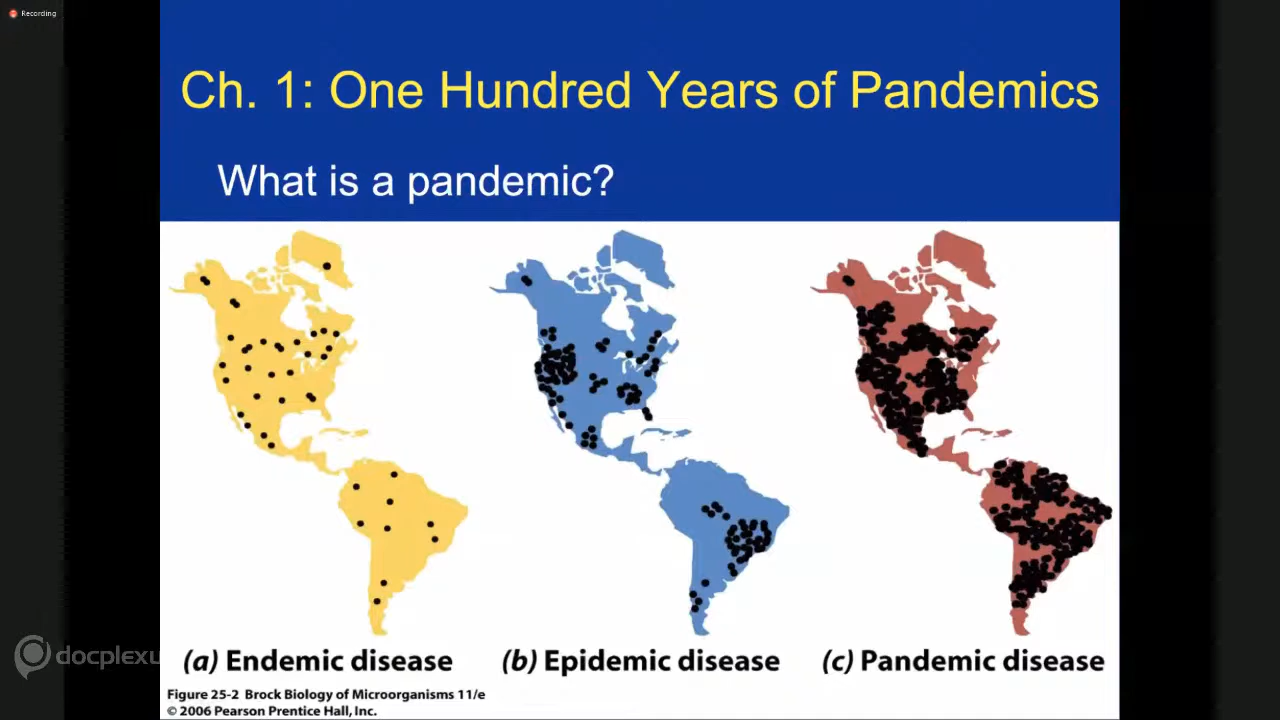 Recording
Ch. 1: One Hundred Years of Pandemics
What is a pandemic?
docplexu
(a) Endemic disease
(b) Epidemic disease
(c) Pandemic disease
Figure 25-2 Brock Biology of Microorganisms 11/e
© 2006 Pearson Prentice Hall, Inc.